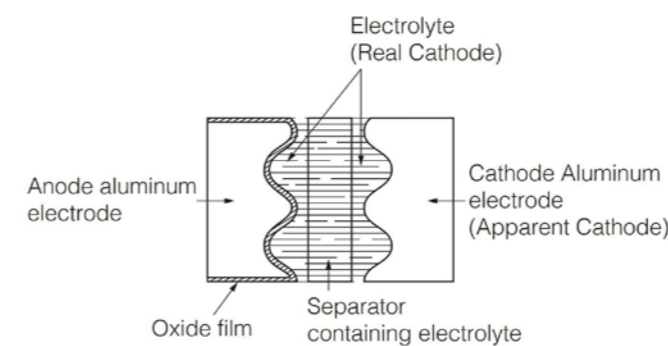 Electrolyte
(Real Cathode)
Anode aluminum
electrode
Cathode Aluminum
electrode
(Apparent Cathode)
Oxide film
Separator
containing electrolyte